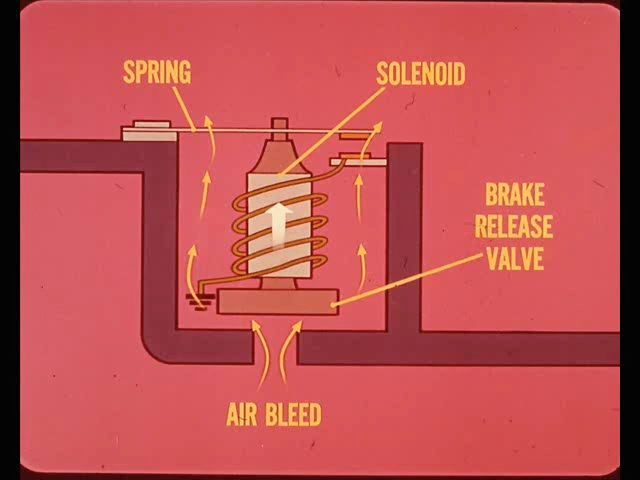 SPRING
SOLENOID
BRAKE
RELEASE
VALVE
AIR BLEED